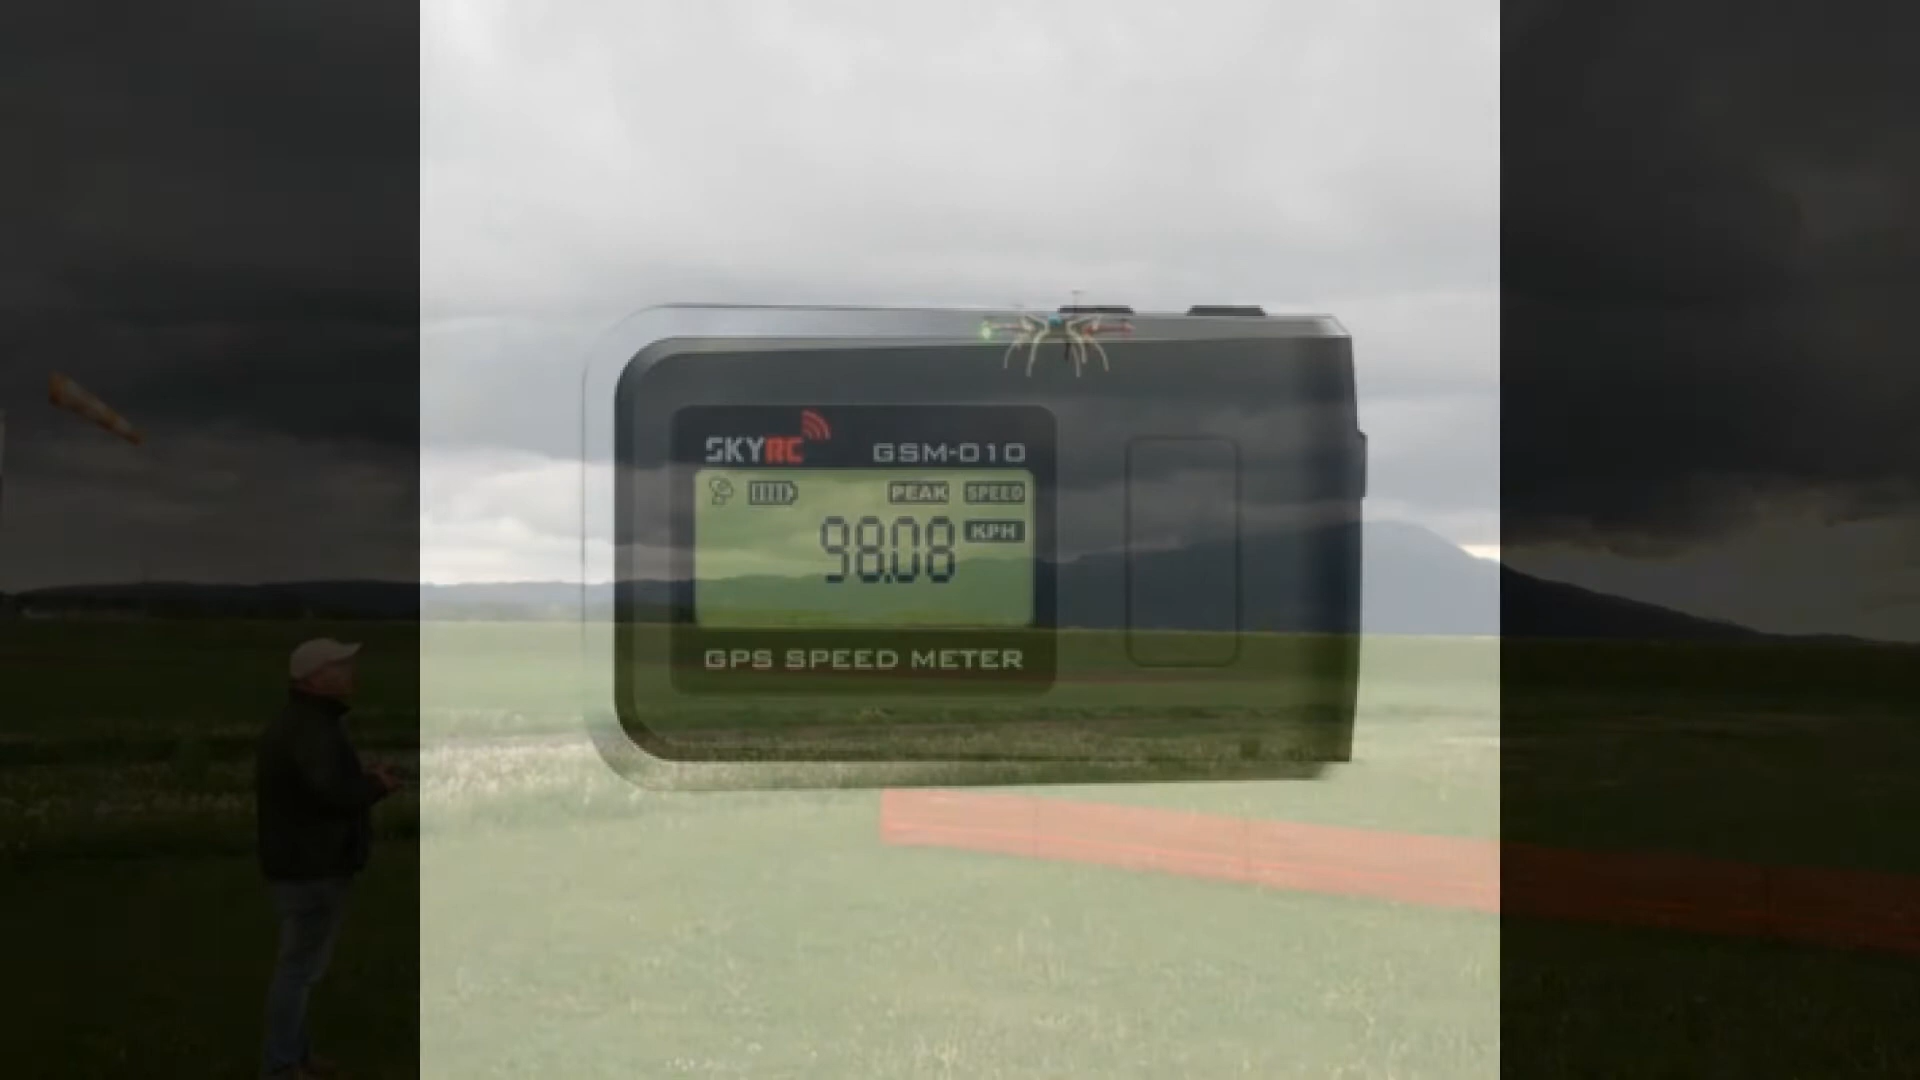 SKYRC GSM-010
PEAK SPEED
98.08 KPH
GPS SPEED METER